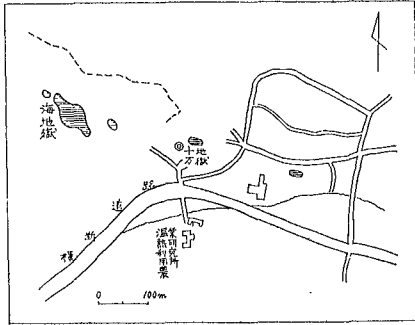 海地獄
十万
地獄
横断道路
温熱利用農
業研究所
0 100m